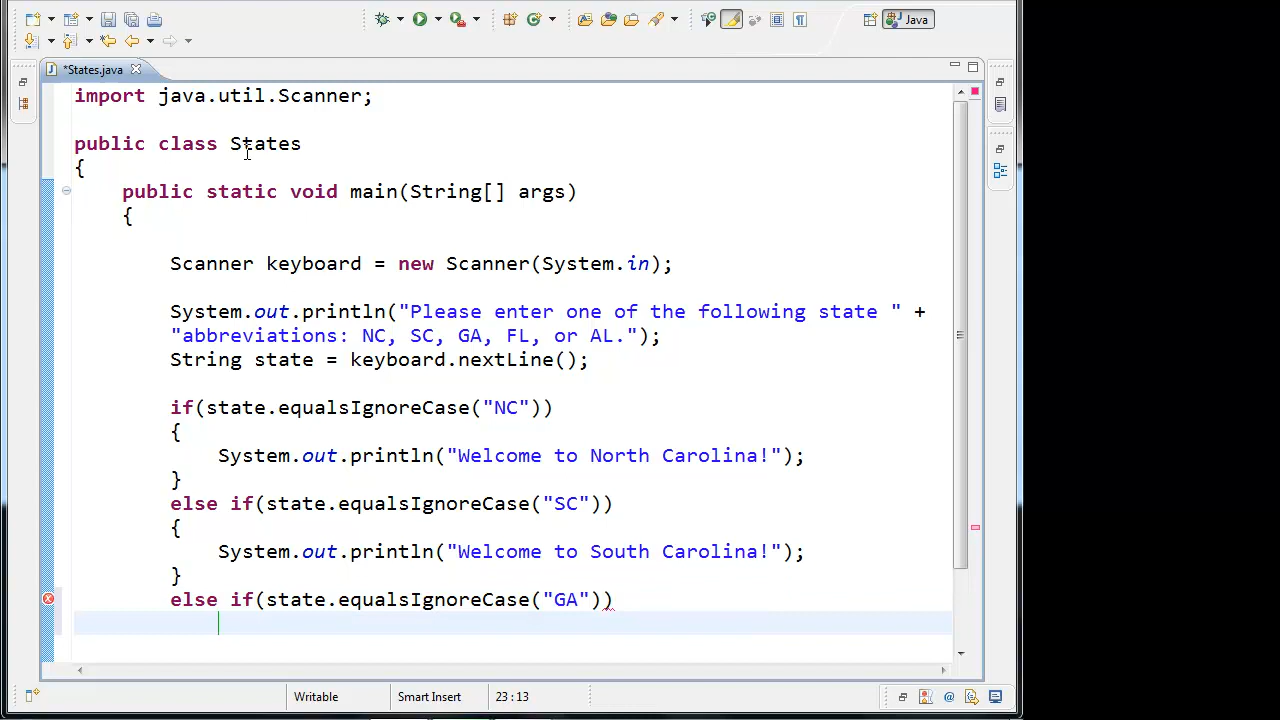 Java
*States.java
import java.util.Scanner;
public class States
{
public static void main(String[] args)
{
Scanner keyboard = new Scanner(System.in);
System.out.println("Please enter one of the following state " +
"abbreviations: NC, SC, GA, FL, or AL.");
String state = keyboard.nextLine();
if(state.equalsIgnoreCase("NC"))
{
System.out.println("Welcome to North Carolina!");
}
else if(state.equalsIgnoreCase("SC"))
{
System.out.println("Welcome to South Carolina!");
}
else if(state.equalsIgnoreCase("GA"))
Writable
Smart Insert
23:13